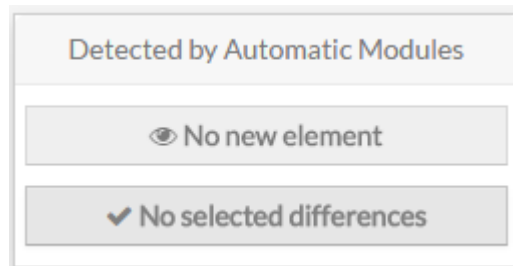 Detected by Automatic Modules
No new element
No selected differences